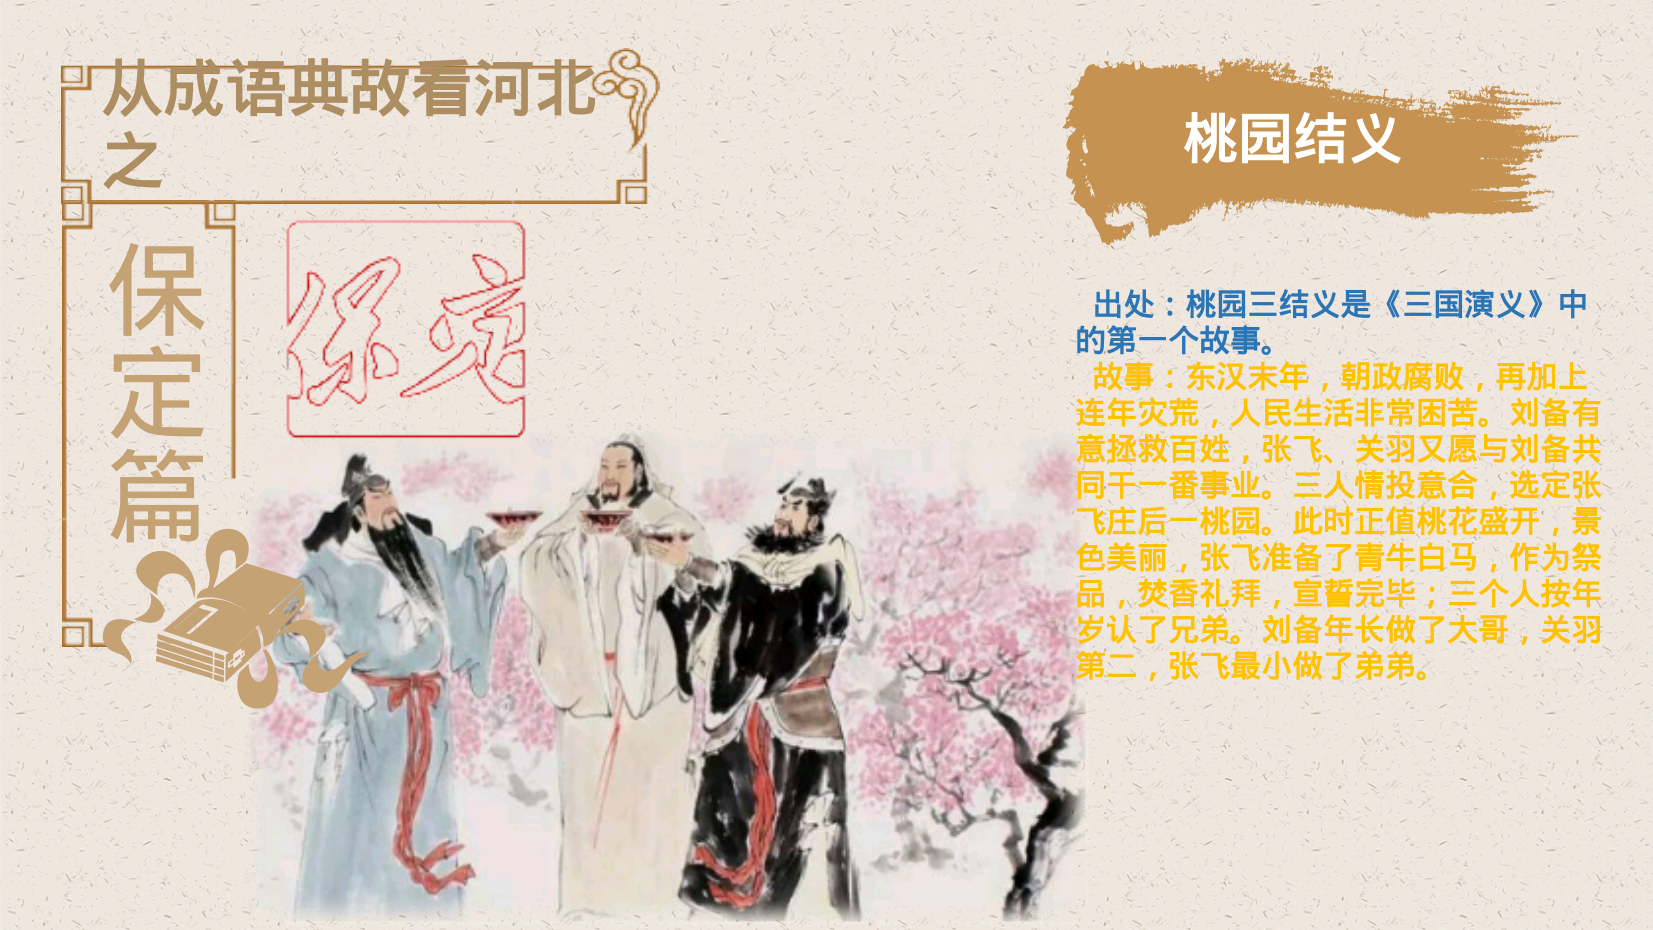 从成语典故看河北
之
保
定
篇
保定
桃园结义
出处：桃园三结义是《三国演义》中
的第一个故事。
故事：东汉末年，朝政腐败，再加上
连年灾荒，人民生活非常困苦。刘备有
意拯救百姓，张飞、关羽又愿与刘备共
同干一番事业。三人情投意合，选定张
飞庄后一桃园。此时正值桃花盛开，景
色美丽，张飞准备了青牛白马，作为祭
品，焚香礼拜，宣誓完毕；三个人按年
岁认了兄弟。刘备年长做了大哥，关羽
第二，张飞最小做了弟弟。